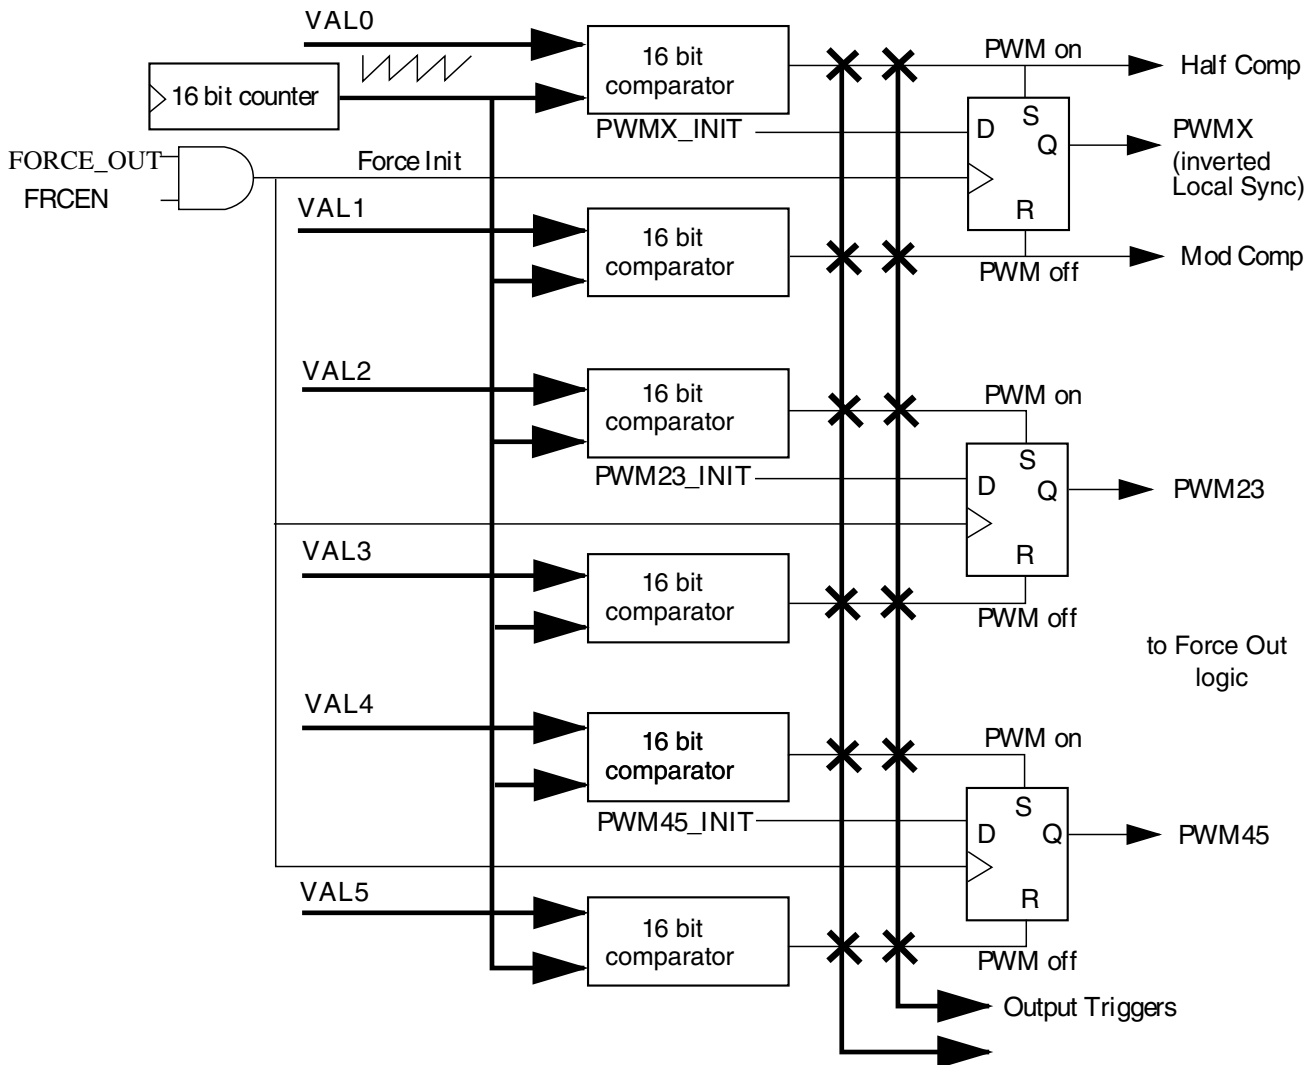 VAL0
16 bit counter
16 bit
comparator
PWM on
Half Comp
PWMX_INIT
D
S
Q
R
PWMX
(inverted
Local Sync)
FORCE_OUT
FRCEN
Force Init
VAL1
16 bit
comparator
PWM off
Mod Comp
VAL2
16 bit
comparator
PWM on
PWM23_INIT
D
S
Q
R
PWM23
VAL3
16 bit
comparator
PWM off
to Force Out
logic
VAL4
16 bit
comparator
PWM on
PWM45_INIT
D
S
Q
R
PWM45
VAL5
16 bit
comparator
PWM off
Output Triggers